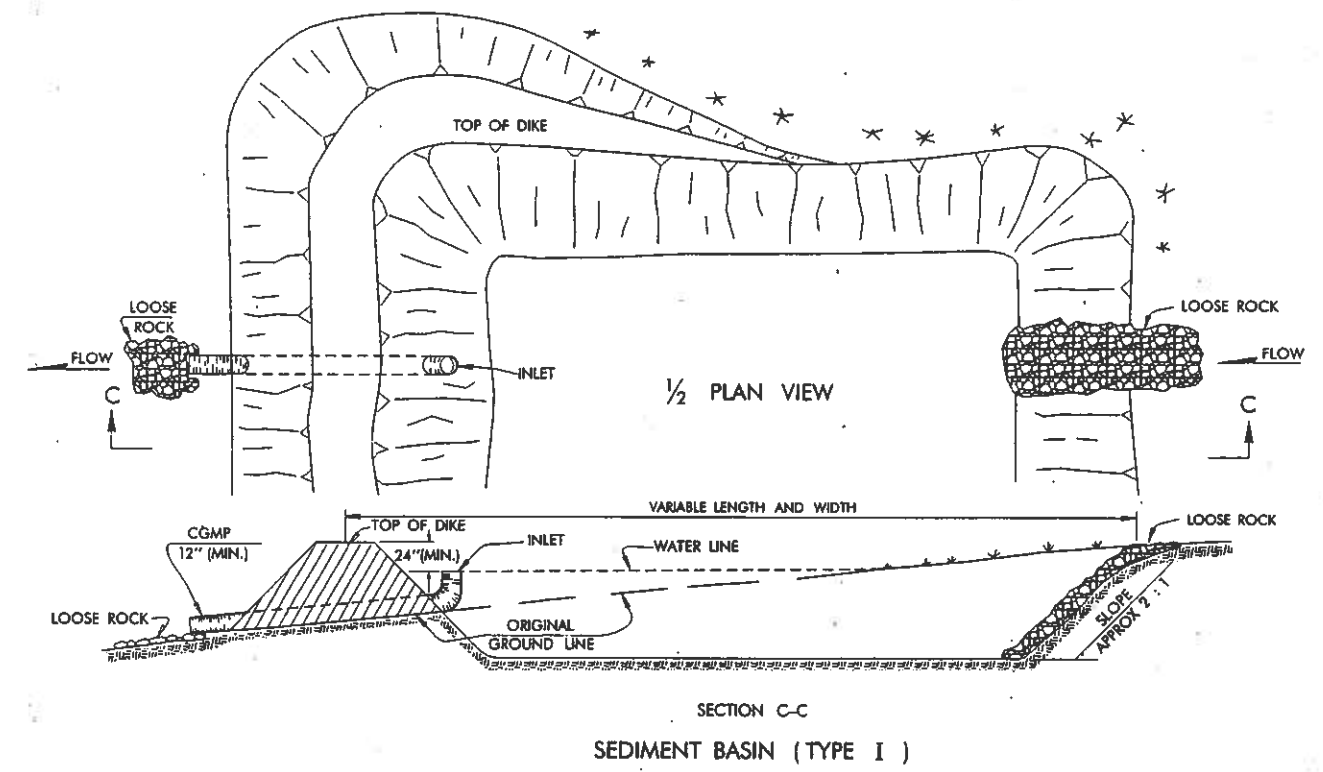 TOP OF DIKE
LOOSE
ROCK
FLOW
INLET
C
½ PLAN VIEW
LOOSE ROCK
FLOW
C
VARIABLE LENGTH AND WIDTH
CGMP
12" (MIN.)
TOP OF DIKE
24"(MIN.)
INLET
WATER LINE
LOOSE ROCK
LOOSE ROCK
ORIGINAL
GROUND LINE
SLOPE
APPROX 2 : 1
SECTION C-C
SEDIMENT BASIN ( TYPE I )